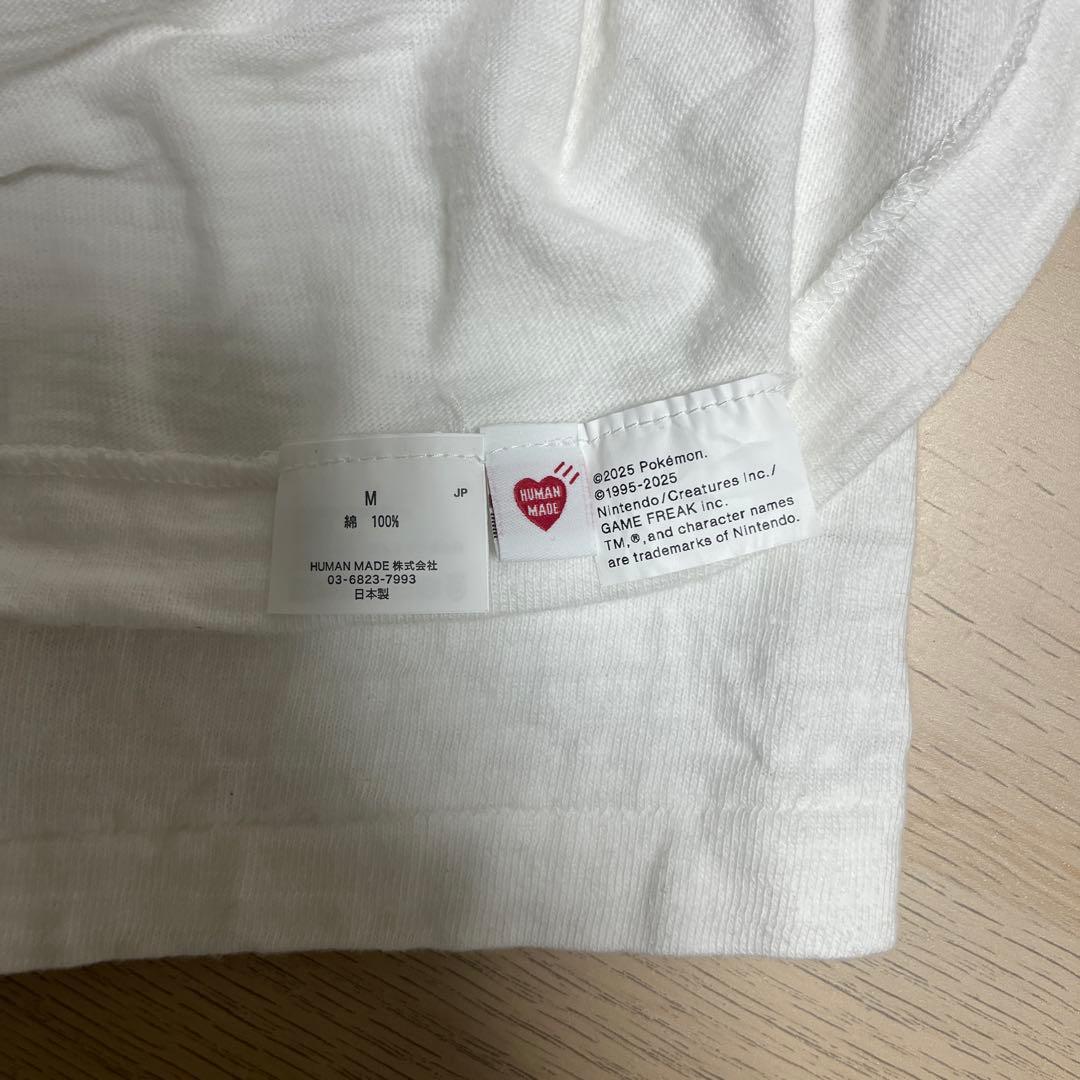 M
JP
綿 100%
HUMAN MADE 株式会社
03-6823-7993
日本製
HUMAN
MADE
©2025 Pokémon.
©1995-2025
Nintendo/Creatures Inc./
GAME FREAK inc.
TM,®,and character names
are trademarks of Nintendo.